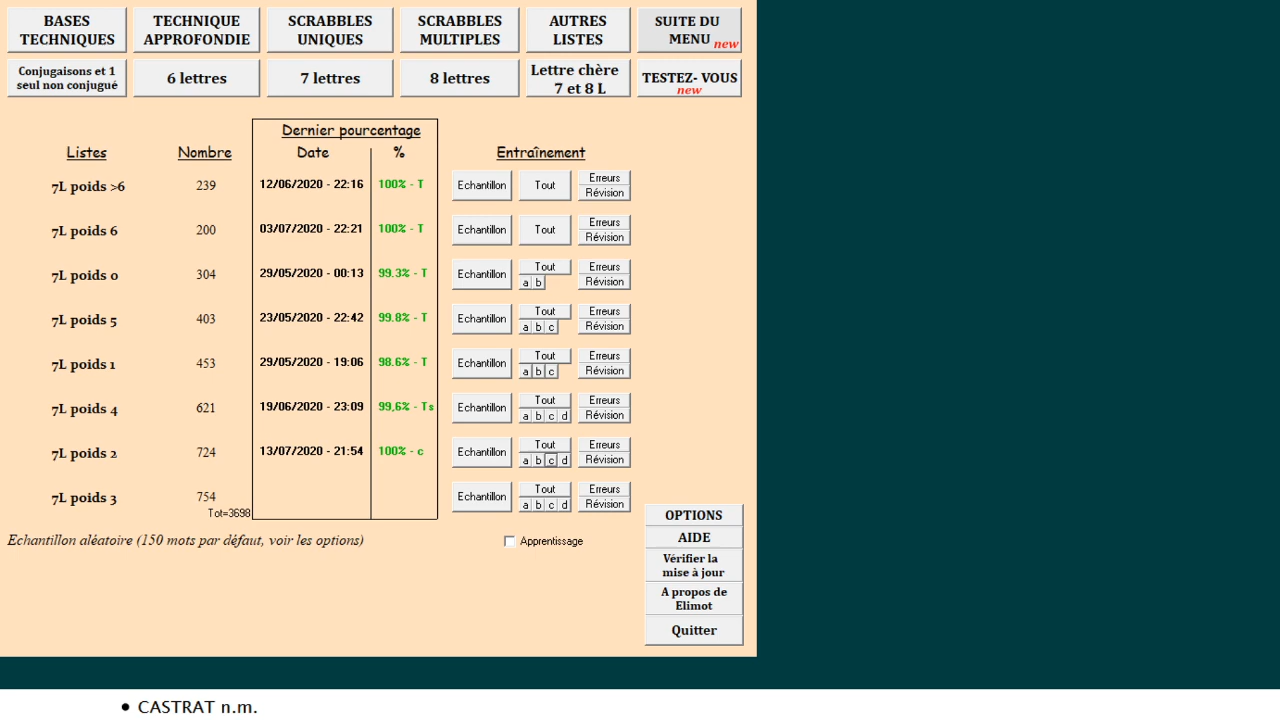 BASES TECHNIQUES
TECHNIQUE APPROFONDIE
SCRABBLES UNIQUES
SCRABBLES MULTIPLES
AUTRES LISTES
SUITE DU MENU new
Conjugaisons et 1 seul non conjugué
6 lettres
7 lettres
8 lettres
Lettre chère 7 et 8 L
TESTEZ- VOUS new
Dernier pourcentage
Listes Nombre Date % Entraînement
7L poids >6 239 12/06/2020 - 22:16 100% - T Echantillon Tout Erreurs Révision
7L poids 6 200 03/07/2020 - 22:21 100% - T Echantillon Tout Erreurs Révision
7L poids 0 304 29/05/2020 - 00:13 99.3% - T Echantillon Tout a b Erreurs Révision
7L poids 5 403 23/05/2020 - 22:42 99.8% - T Echantillon Tout a b c Erreurs Révision
7L poids 1 453 29/05/2020 - 19:06 98.6% - T Echantillon Tout a b c Erreurs Révision
7L poids 4 621 19/06/2020 - 23:09 99,6% - Ts Echantillon Tout a b c d Erreurs Révision
7L poids 2 724 13/07/2020 - 21:54 100% - c Echantillon Tout a b c d Erreurs Révision
7L poids 3 754 Echantillon Tout a b c d Erreurs Révision
Tot=3698
Echantillon aléatoire (150 mots par défaut, voir les options)
Apprentissage
OPTIONS
AIDE
Vérifier la mise à jour
A propos de Elimot
Quitter
• CASTRAT n.m.